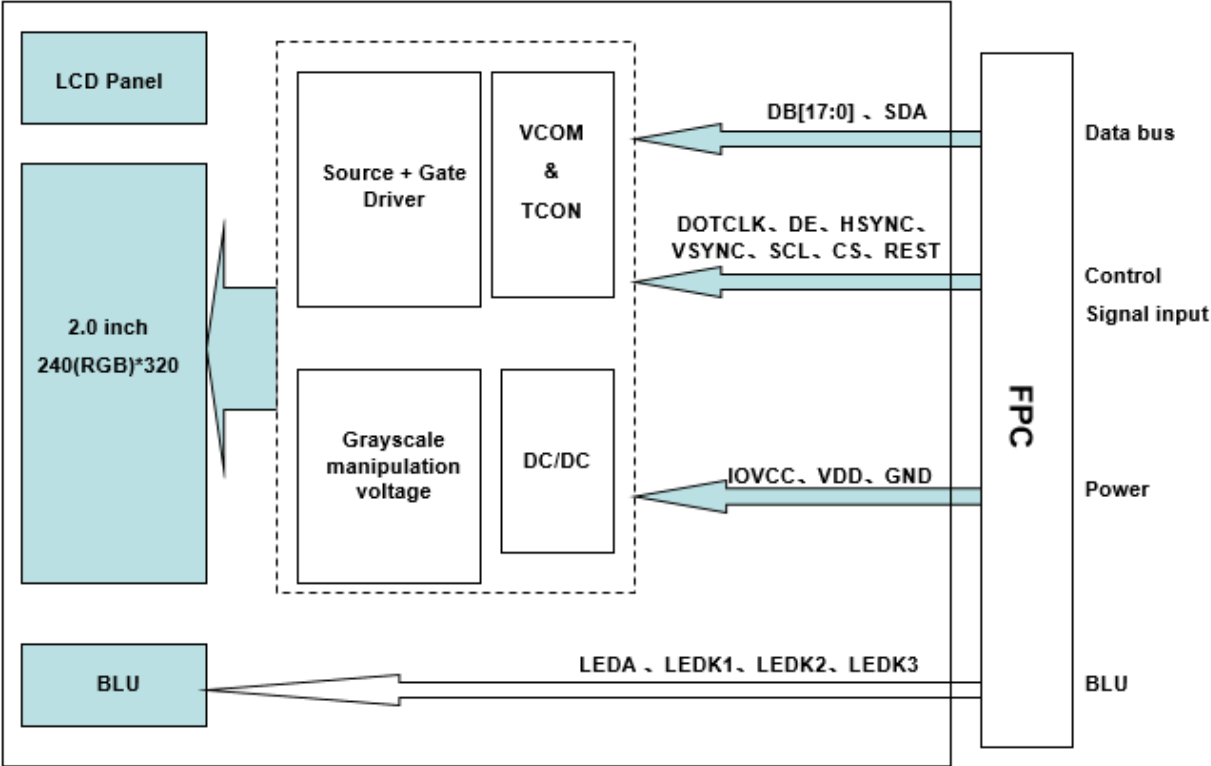 LCD Panel
2.0 inch
240(RGB)*320
BLU
Source + Gate
Driver
VCOM
&
TCON
Grayscale
manipulation
voltage
DC/DC
DB[17:0] 、SDA
DOTCLK、DE、HSYNC、
VSYNC、SCL、CS、REST
IOVCC、VDD、GND
LEDA 、LEDK1、LEDK2、LEDK3
FPC
Data bus
Control
Signal input
Power
BLU